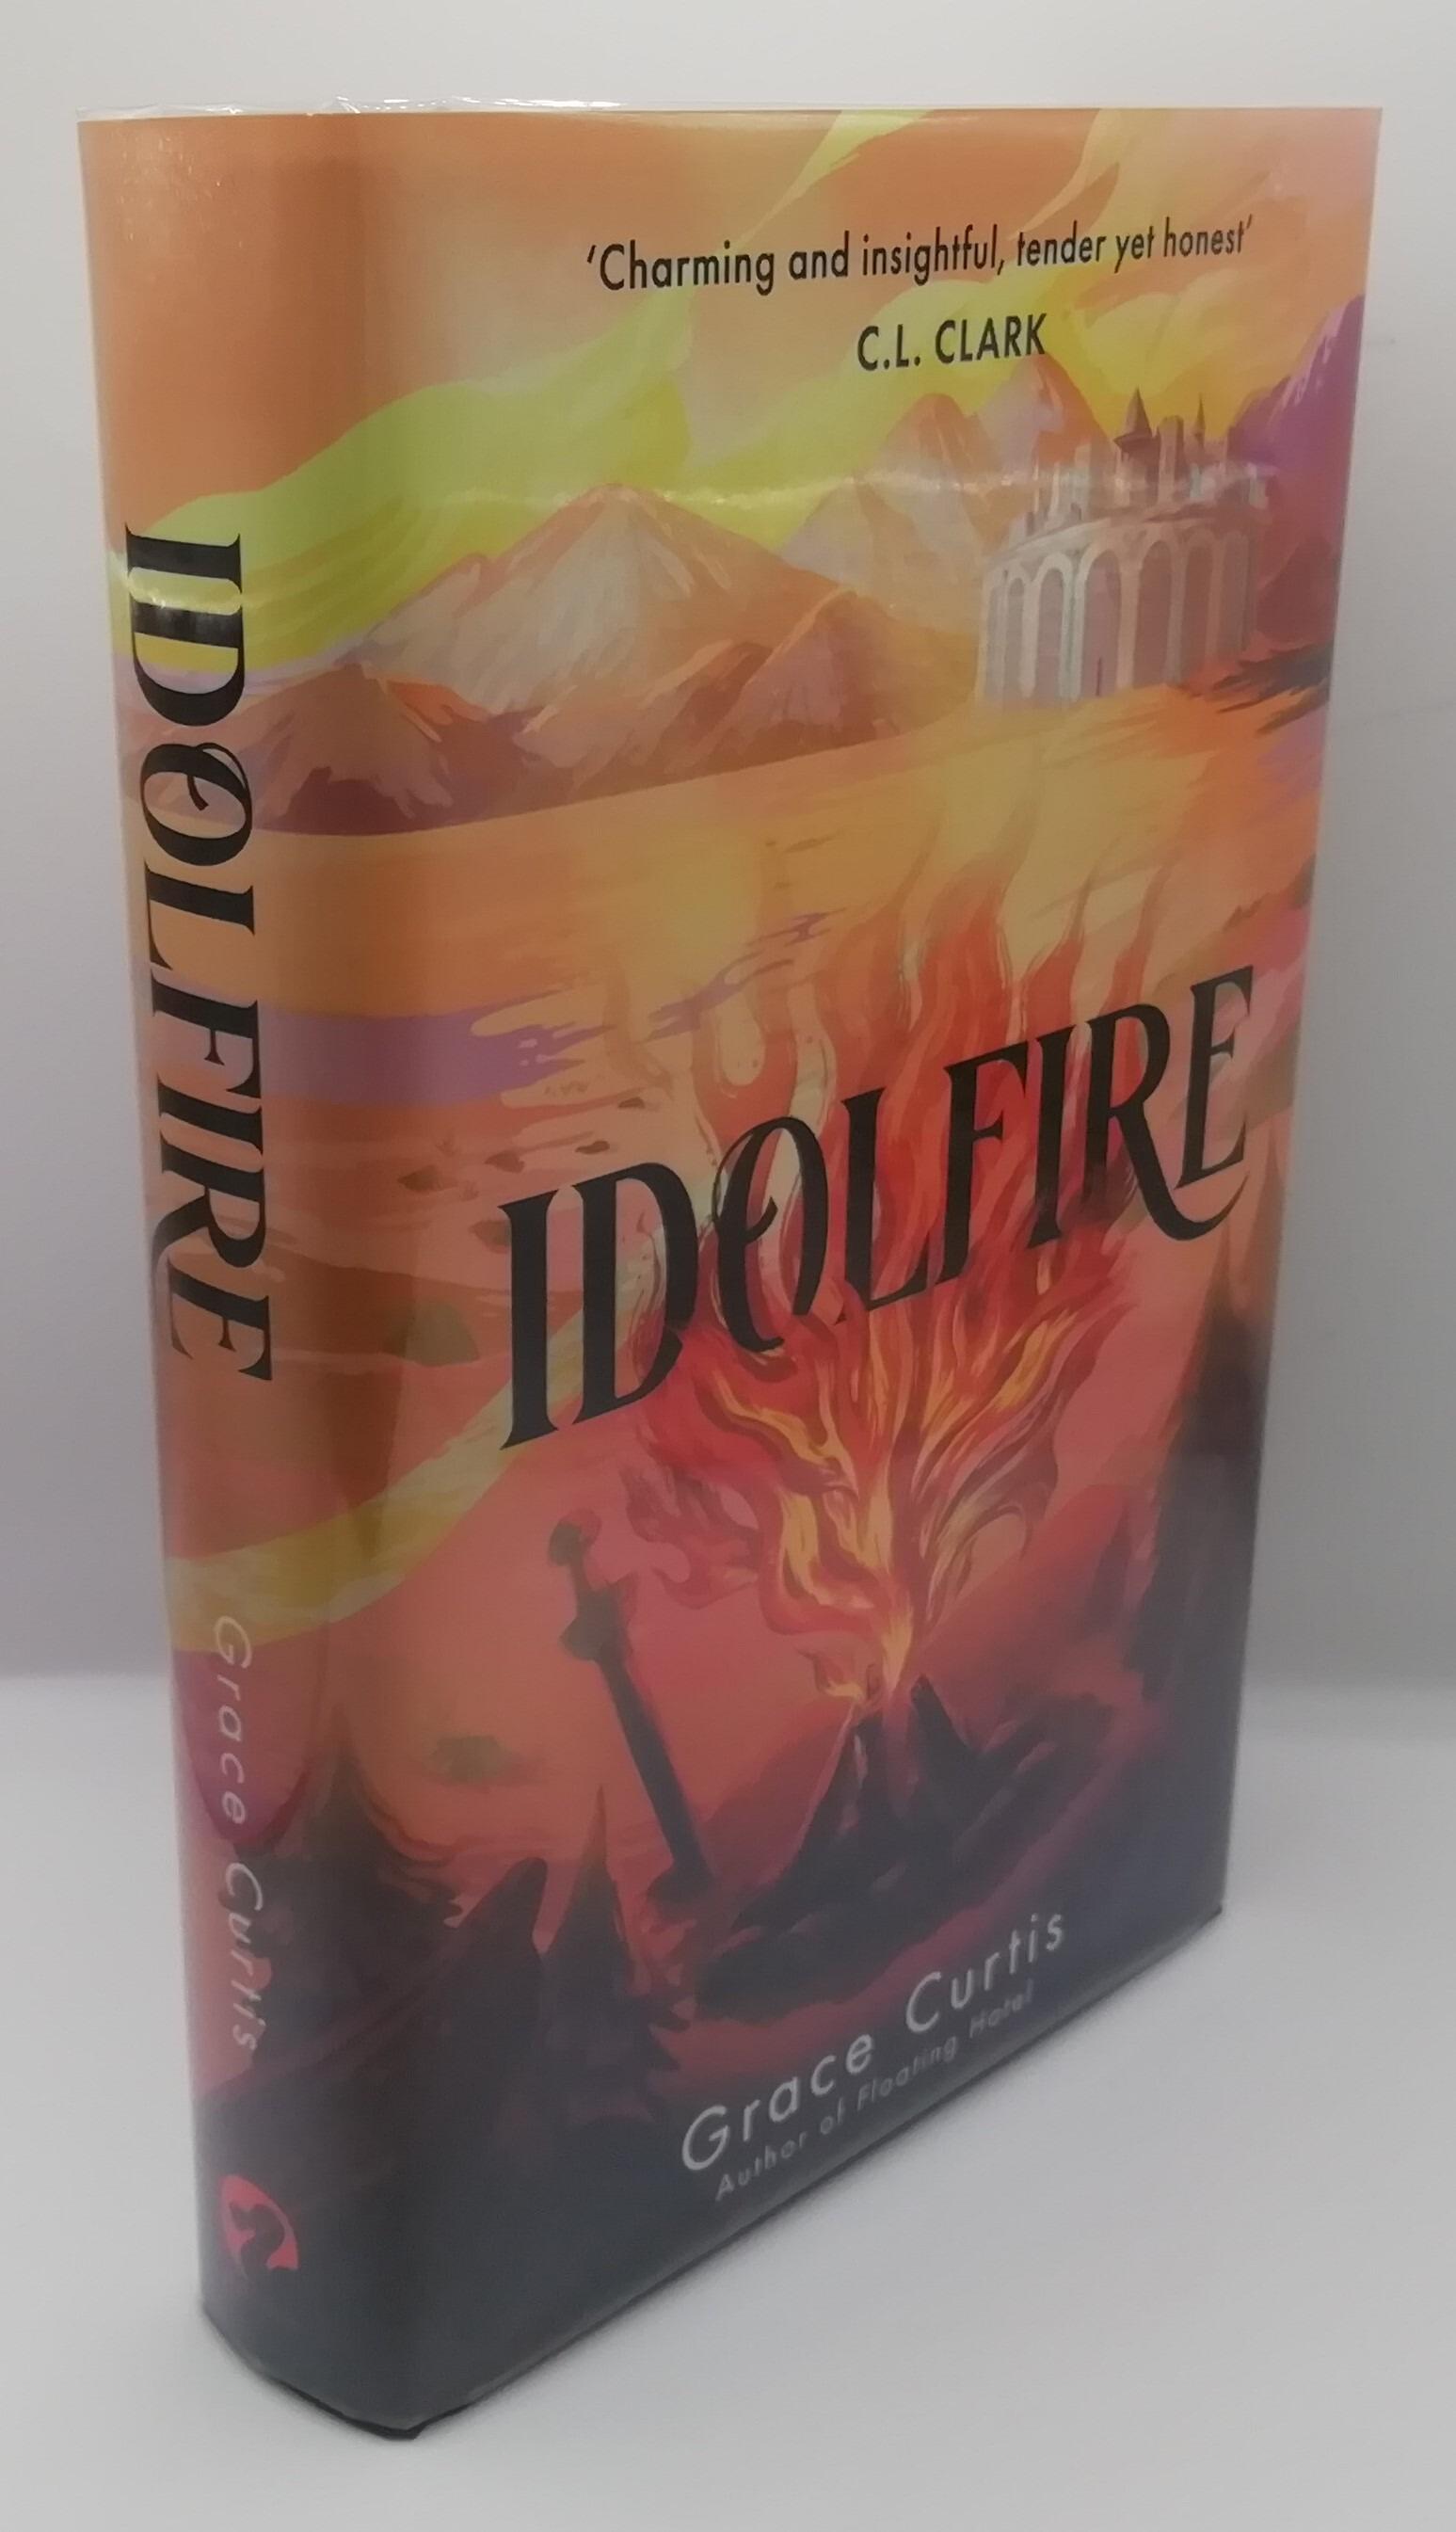 'Charming and insightful, tender yet honest'
C.L. CLARK
IDOLFIRE
Grace Curtis
Author of Floating Hotel
IDOLFIRE
Grace Curtis